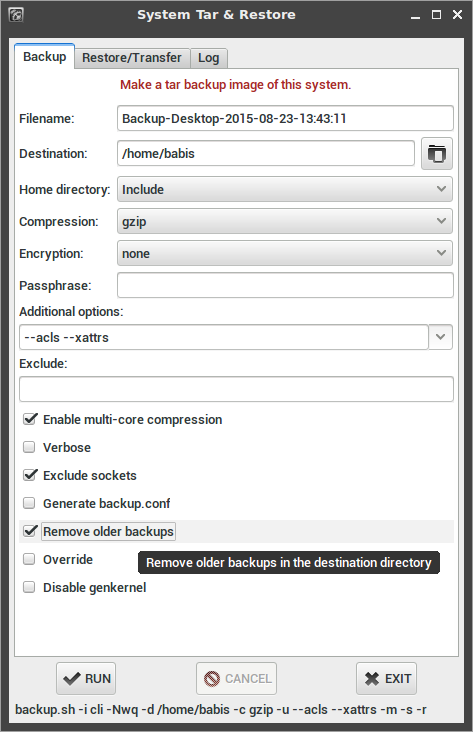 System Tar & Restore
Backup Restore/Transfer Log
Make a tar backup image of this system.
Filename: Backup-Desktop-2015-08-23-13:43:11
Destination: /home/babis
Home directory: Include
Compression: gzip
Encryption: none
Passphrase:
Additional options:
--acls --xattrs
Exclude:
Enable multi-core compression
Verbose
Exclude sockets
Generate backup.conf
Remove older backups
Override
Remove older backups in the destination directory
Disable genkernel
RUN CANCEL EXIT
backup.sh -i cli -Nwq -d /home/babis -c gzip -u --acls --xattrs -m -s -r